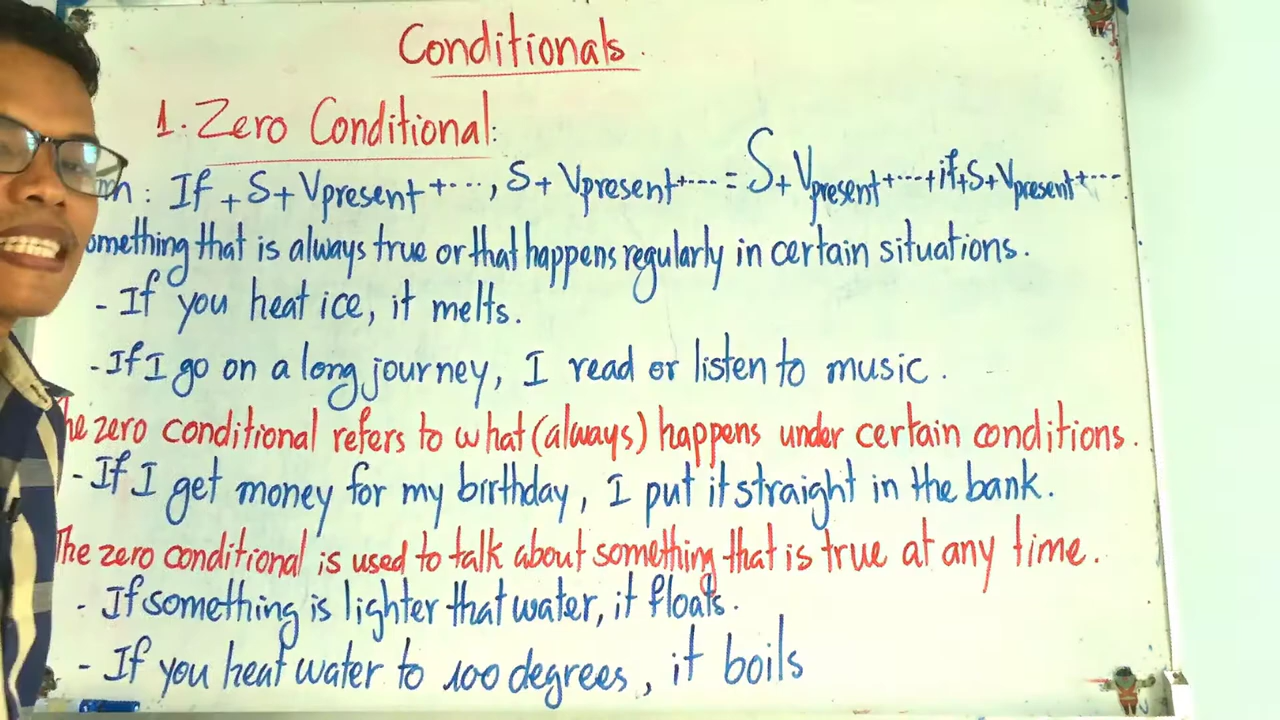 Conditionals.
1. Zero Conditional:
: If + S + Vpresent + ..., S + Vpresent + ... = S + Vpresent + ... + if + S + Vpresent + ...
omething that is always true or that happens regularly in certain situations.
- If you heat ice, it melts.
- If I go on a long journey, I read or listen to music.
he zero conditional refers to what (always) happens under certain conditions.
- If I get money for my birthday, I put it straight in the bank.
The zero conditional is used to talk about something that is true at any time.
- If something is lighter that water, it floats.
- If you heat water to 100 degrees, it boils